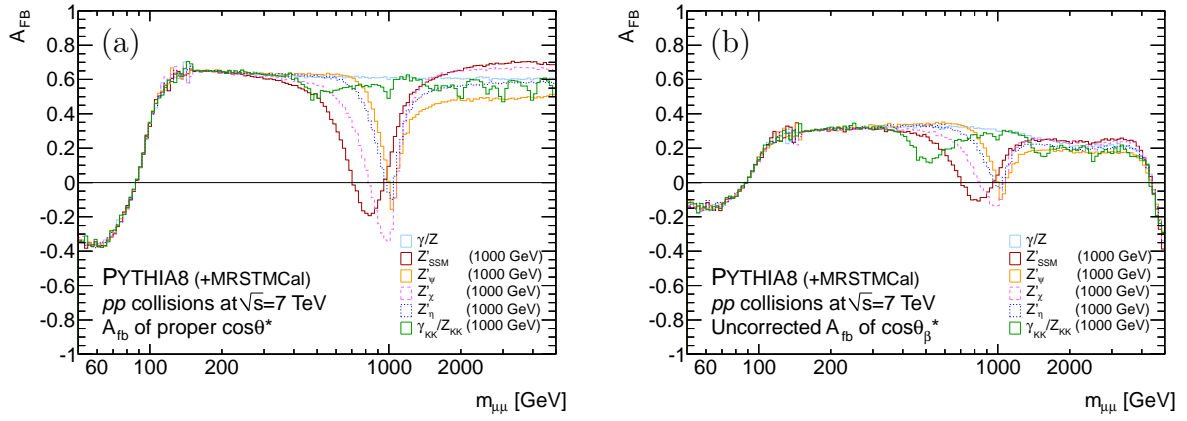 A_FB
(a)
1
0.8
0.6
0.4
0.2
0
-0.2
-0.4
-0.6
-0.8
-1
γ/Z
Z'_SSM (1000 GeV)
Z'_ψ (1000 GeV)
Z'_χ (1000 GeV)
Z'_η (1000 GeV)
γ_KK/Z_KK (1000 GeV)
PYTHIA8 (+MRSTMCal)
pp collisions at √s=7 TeV
A_fb of proper cosθ*
60 100 200 1000 2000
m_μμ [GeV]
A_FB
(b)
1
0.8
0.6
0.4
0.2
0
-0.2
-0.4
-0.6
-0.8
-1
γ/Z
Z'_SSM (1000 GeV)
Z'_ψ (1000 GeV)
Z'_χ (1000 GeV)
Z'_η (1000 GeV)
γ_KK/Z_KK (1000 GeV)
PYTHIA8 (+MRSTMCal)
pp collisions at √s=7 TeV
Uncorrected A_fb of cosθ_β*
60 100 200 1000 2000
m_μμ [GeV]